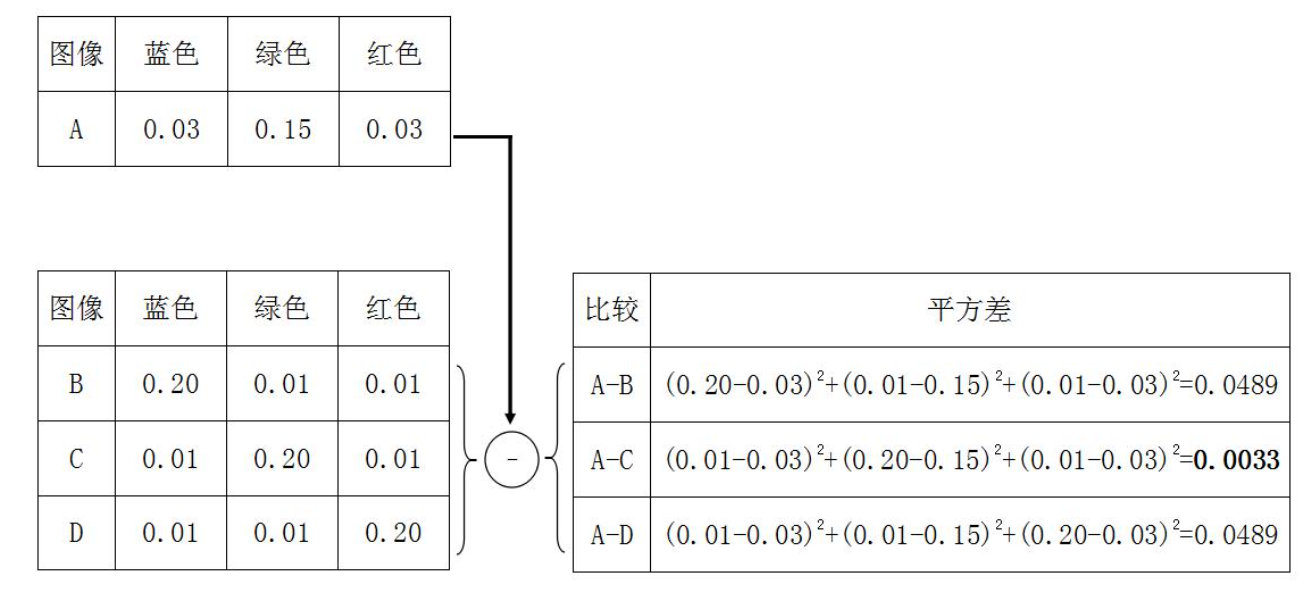 图像 蓝色 绿色 红色
A 0.03 0.15 0.03
图像 蓝色 绿色 红色
B 0.20 0.01 0.01
C 0.01 0.20 0.01
D 0.01 0.01 0.20
-
比较 平方差
A-B (0.20-0.03)²+(0.01-0.15)²+(0.01-0.03)²=0.0489
A-C (0.01-0.03)²+(0.20-0.15)²+(0.01-0.03)²=0.0033
A-D (0.01-0.03)²+(0.01-0.15)²+(0.20-0.03)²=0.0489